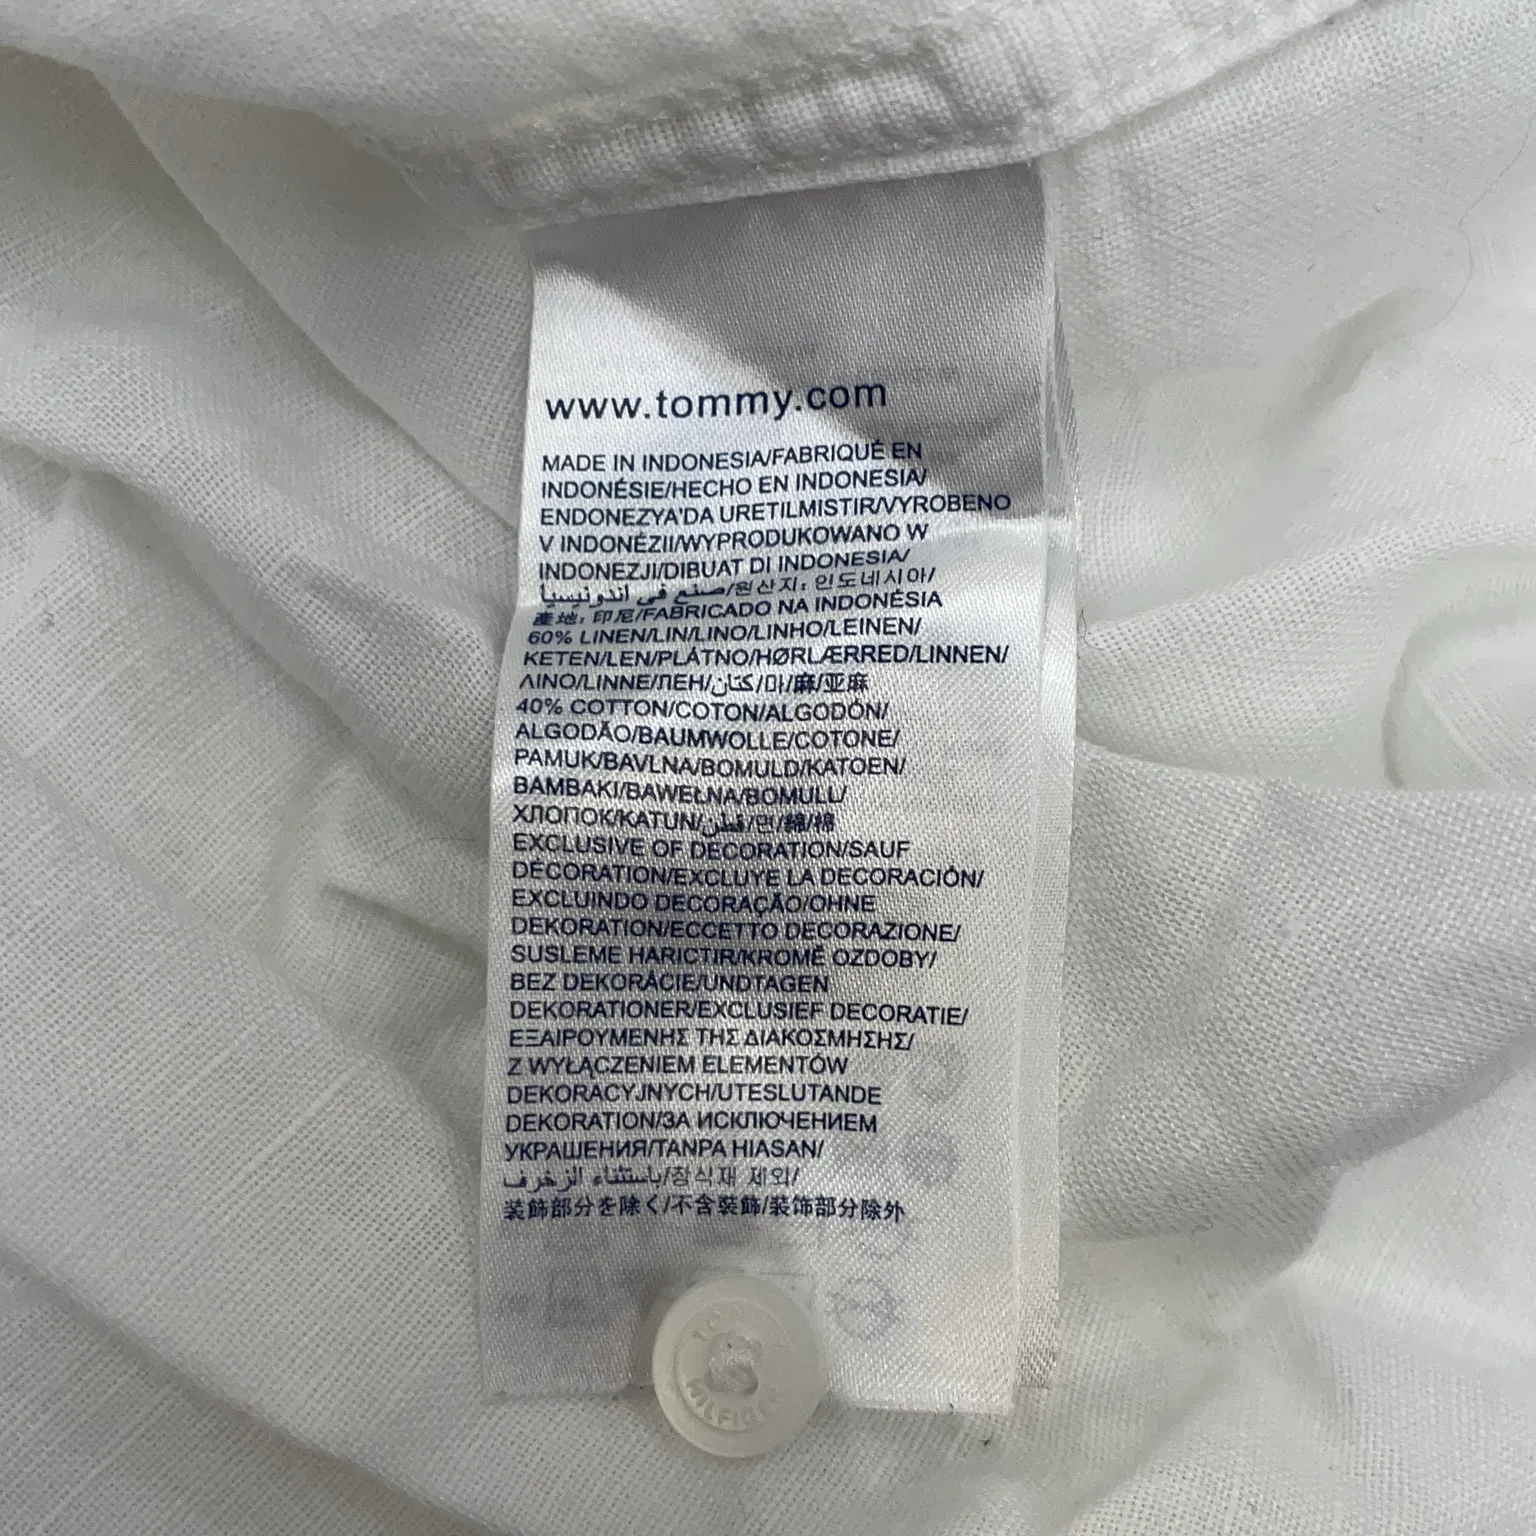 www.tommy.com
MADE IN INDONESIA/FABRIQUÉ EN
INDONÉSIE/HECHO EN INDONESIA/
ENDONEZYA'DA URETILMISTIR/VYROBENO
V INDONÉZII/WYPRODUKOWANO W
INDONEZJI/DIBUAT DI INDONESIA/
صنع في اندونيسيا/원산지: 인도네시아/
產地: 印尼/FABRICADO NA INDONÉSIA
60% LINEN/LIN/LINO/LINHO/LEINEN/
KETEN/LEN/PLÁTNO/HØRLÆRRED/LINNEN/
ΛΙΝΟ/LINNE/ЛЕН/كتان/마/麻/亚麻
40% COTTON/COTON/ALGODÓN/
ALGODÃO/BAUMWOLLE/COTONE/
PAMUK/BAVLNA/BOMULD/KATOEN/
BAMBAKI/BAWEŁNA/BOMULL/
ХЛОПОК/KATUN/قطن/면/綿/棉
EXCLUSIVE OF DECORATION/SAUF
DÉCORATION/EXCLUYE LA DECORACIÓN/
EXCLUINDO DECORAÇÃO/OHNE
DEKORATION/ECCETTO DECORAZIONE/
SUSLEME HARICTIR/KROMĚ OZDOBY/
BEZ DEKORÁCIE/UNDTAGEN
DEKORATIONER/EXCLUSIEF DECORATIE/
ΕΞΑΙΡΟΥΜΕΝΗΣ ΤΗΣ ΔΙΑΚΟΣΜΗΣΗΣ/
Z WYŁĄCZENIEM ELEMENTÓW
DEKORACYJNYCH/UTESLUTANDE
DEKORATION/ЗА ИСКЛЮЧЕНИЕМ
УКРАШЕНИЯ/TANPA HIASAN/
باستثناء الزخرف/장식재 제외/
装飾部分を除く/不含裝飾/装饰部分除外
TOMMY
HILFIGER